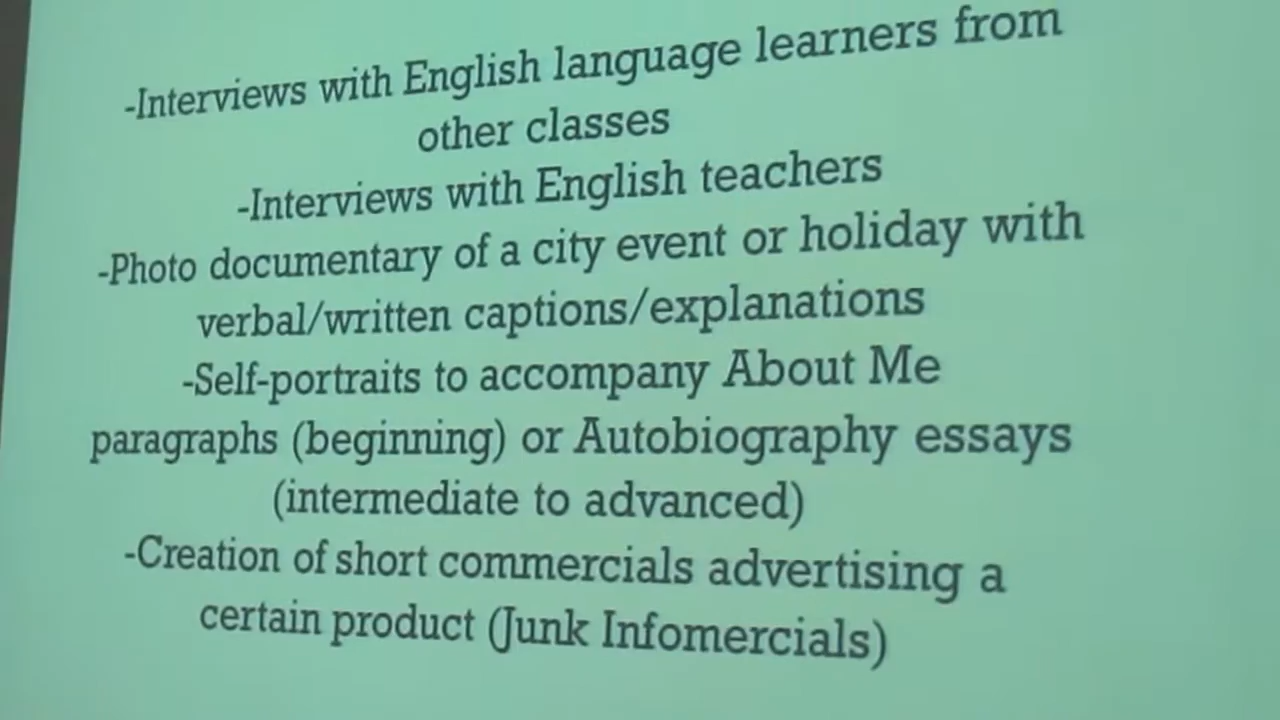 -Interviews with English language learners from
other classes
-Interviews with English teachers
-Photo documentary of a city event or holiday with
verbal/written captions/explanations
-Self-portraits to accompany About Me
paragraphs (beginning) or Autobiography essays
(intermediate to advanced)
-Creation of short commercials advertising a
certain product (Junk Infomercials)